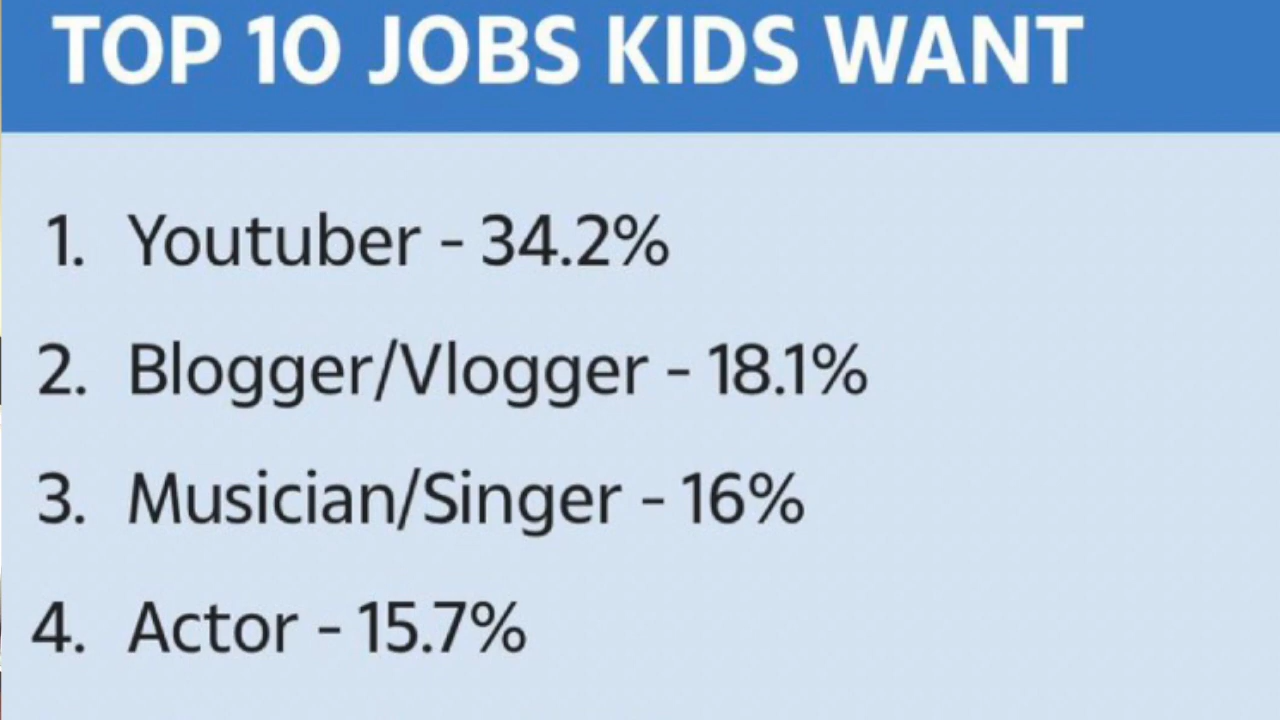 TOP 10 JOBS KIDS WANT
1. Youtuber - 34.2%
2. Blogger/Vlogger - 18.1%
3. Musician/Singer - 16%
4. Actor - 15.7%